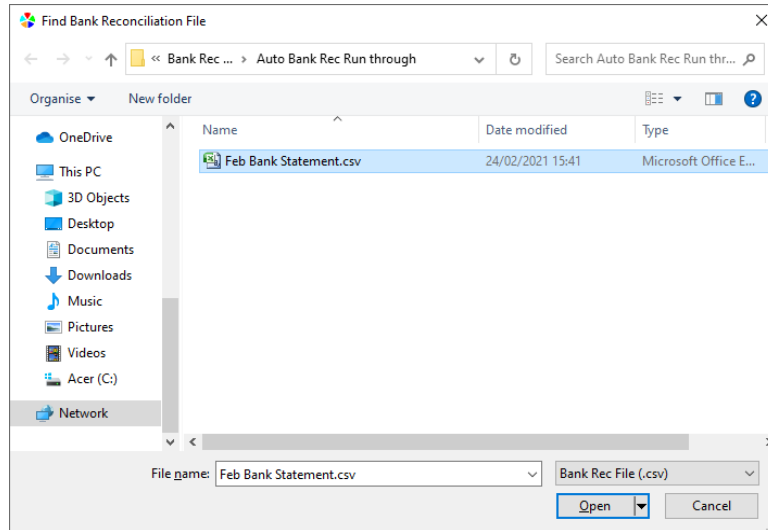 Find Bank Reconciliation File
« Bank Rec ... › Auto Bank Rec Run through
Search Auto Bank Rec Run thr...
Organise New folder
Name Date modified Type
Feb Bank Statement.csv 24/02/2021 15:41 Microsoft Office E...
OneDrive
This PC
3D Objects
Desktop
Documents
Downloads
Music
Pictures
Videos
Acer (C:)
Network
File name: Feb Bank Statement.csv Bank Rec File (.csv)
Open Cancel